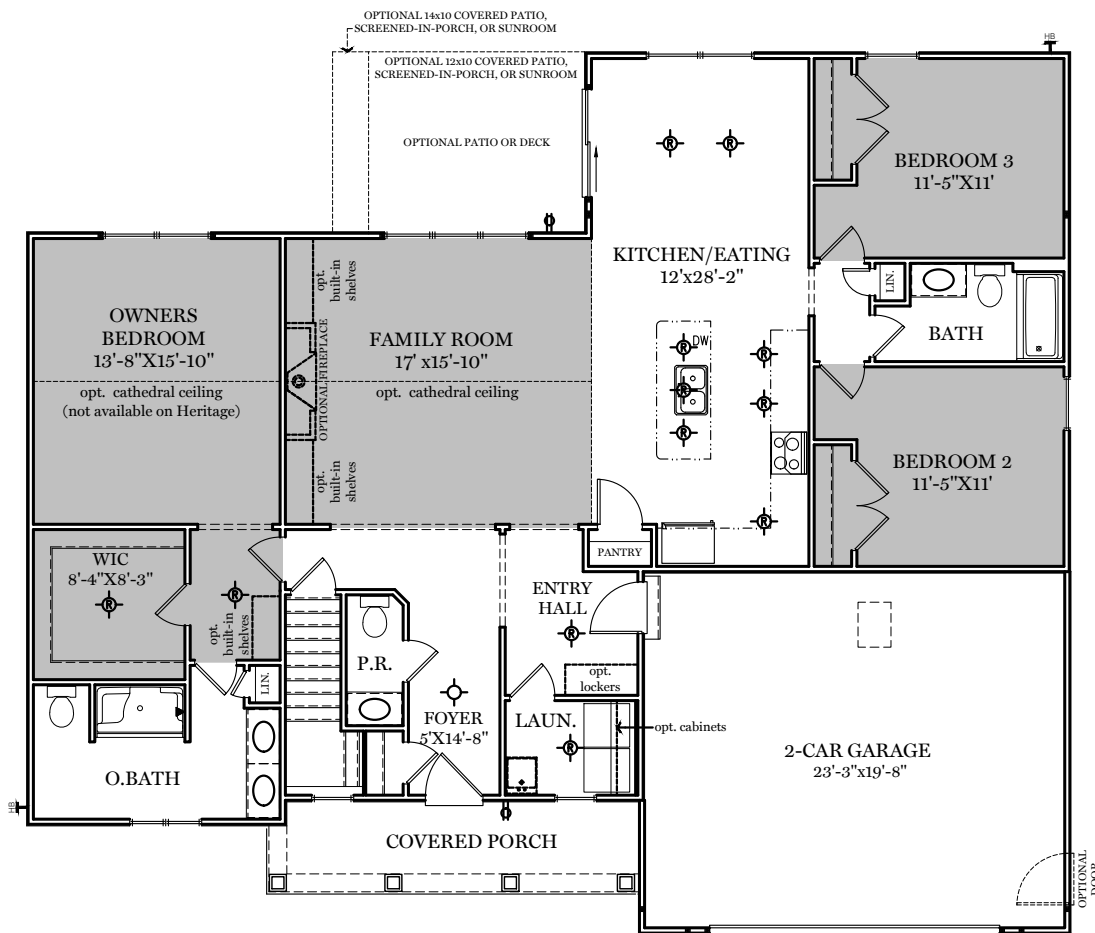 OPTIONAL 14x10 COVERED PATIO,
SCREENED-IN-PORCH, OR SUNROOM
OPTIONAL 12x10 COVERED PATIO,
SCREENED-IN-PORCH, OR SUNROOM
OPTIONAL PATIO OR DECK
HB
R
R
BEDROOM 3
11'-5"X11'
KITCHEN/EATING
12'x28'-2"
LIN.
BATH
OWNERS
BEDROOM
13'-8"X15'-10"
opt. cathedral ceiling
(not available on Heritage)
opt.
built-in
shelves
OPTIONAL FIREPLACE
opt.
built-in
shelves
FAMILY ROOM
17' x15'-10"
opt. cathedral ceiling
DW
R
R
R
R
R
R
BEDROOM 2
11'-5"X11'
PANTRY
WIC
8'-4"X8'-3"
R
R
opt.
built-in
shelves
LIN.
P.R.
ENTRY
HALL
R
opt.
lockers
FOYER
5'X14'-8"
LAUN.
R
opt. cabinets
2-CAR GARAGE
23'-3"x19'-8"
O.BATH
HB
COVERED PORCH
OPTIONAL
DOOR